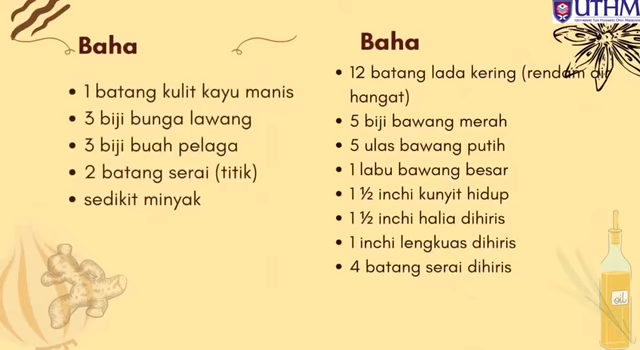 UTHM
Baha
1 batang kulit kayu manis
3 biji bunga lawang
3 biji buah pelaga
2 batang serai (titik)
sedikit minyak
Baha
12 batang lada kering (rendam air
hangat)
5 biji bawang merah
5 ulas bawang putih
1 labu bawang besar
1 ½ inchi kunyit hidup
1 ½ inchi halia dihiris
1 inchi lengkuas dihiris
4 batang serai dihiris
oil